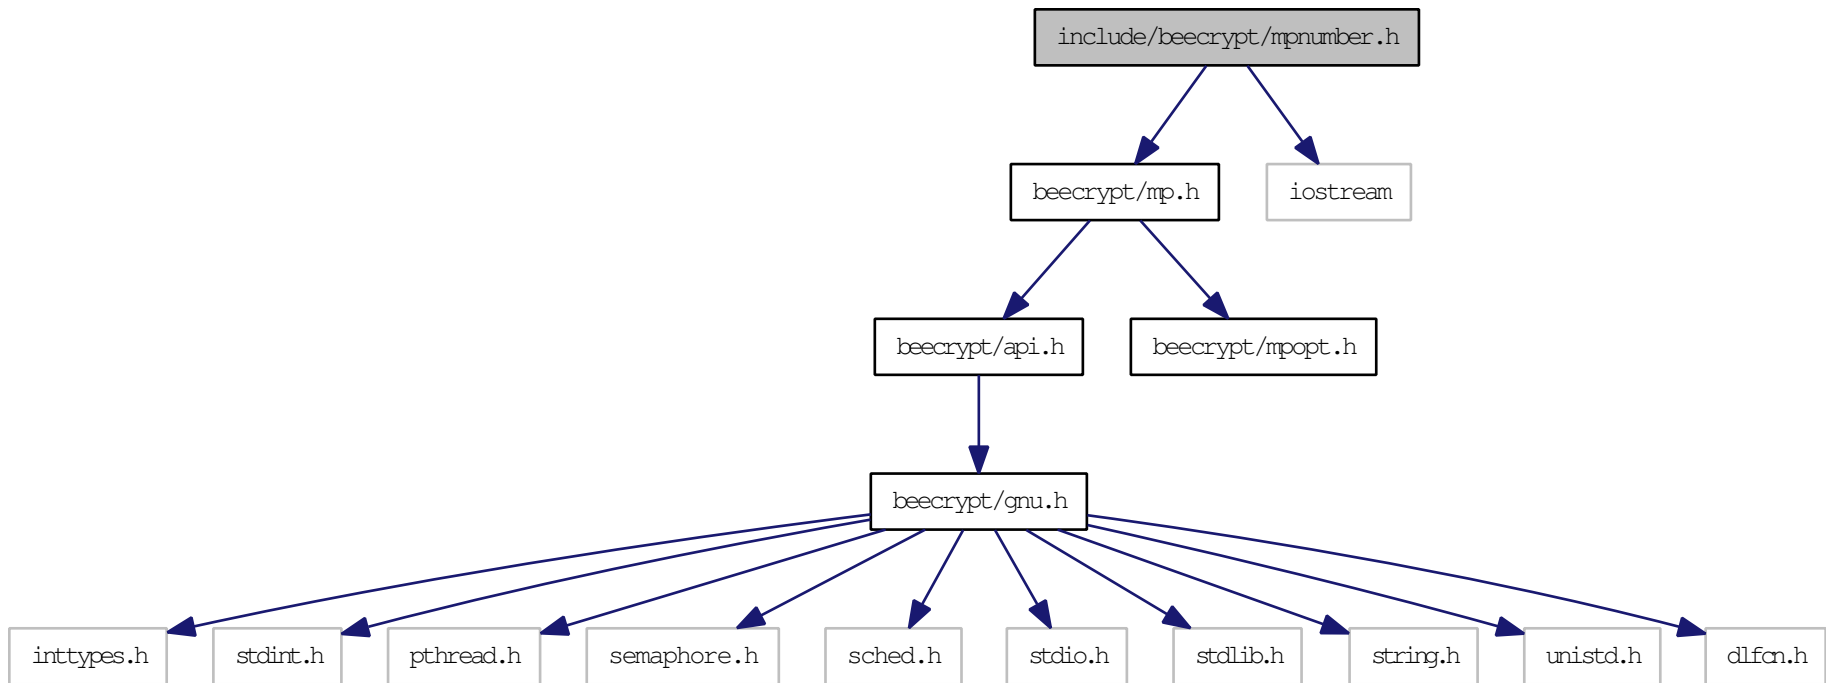 include/beecrypt/mpnumber.h
beecrypt/mp.h
iostream
beecrypt/api.h
beecrypt/mpopt.h
beecrypt/gnu.h
inttypes.h
stdint.h
pthread.h
semaphore.h
sched.h
stdio.h
stdlib.h
string.h
unistd.h
dlfcn.h